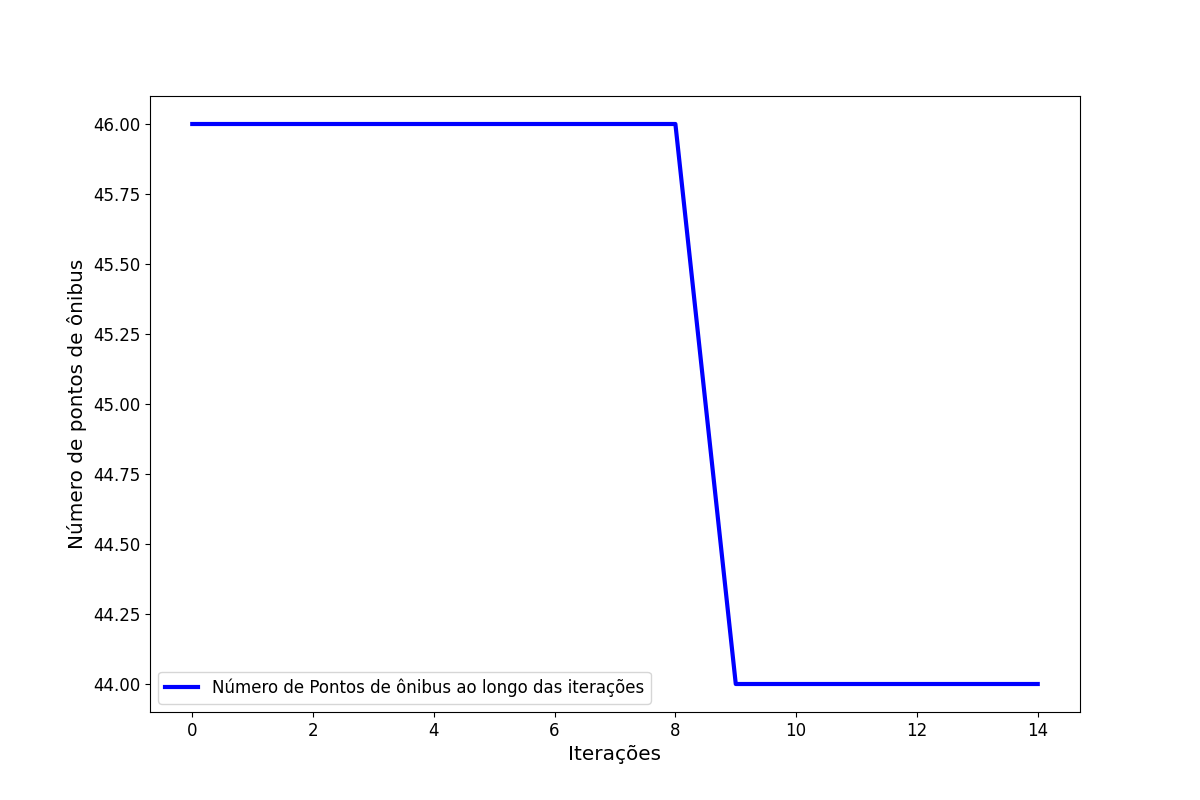 46.00
45.75
45.50
45.25
45.00
44.75
44.50
44.25
44.00
Número de pontos de ônibus
Número de Pontos de ônibus ao longo das iterações
0 2 4 6 8 10 12 14
Iterações